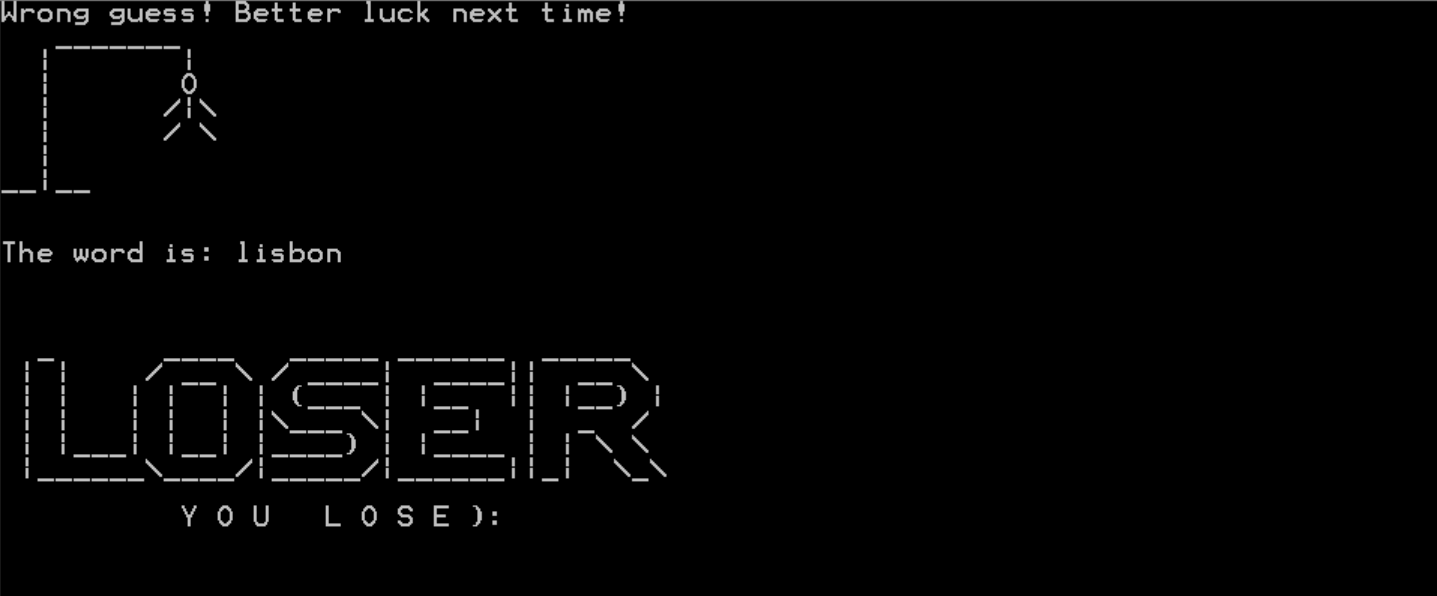 Wrong guess! Better luck next time!
The word is: lisbon
LOSER
Y O U  L O S E ):